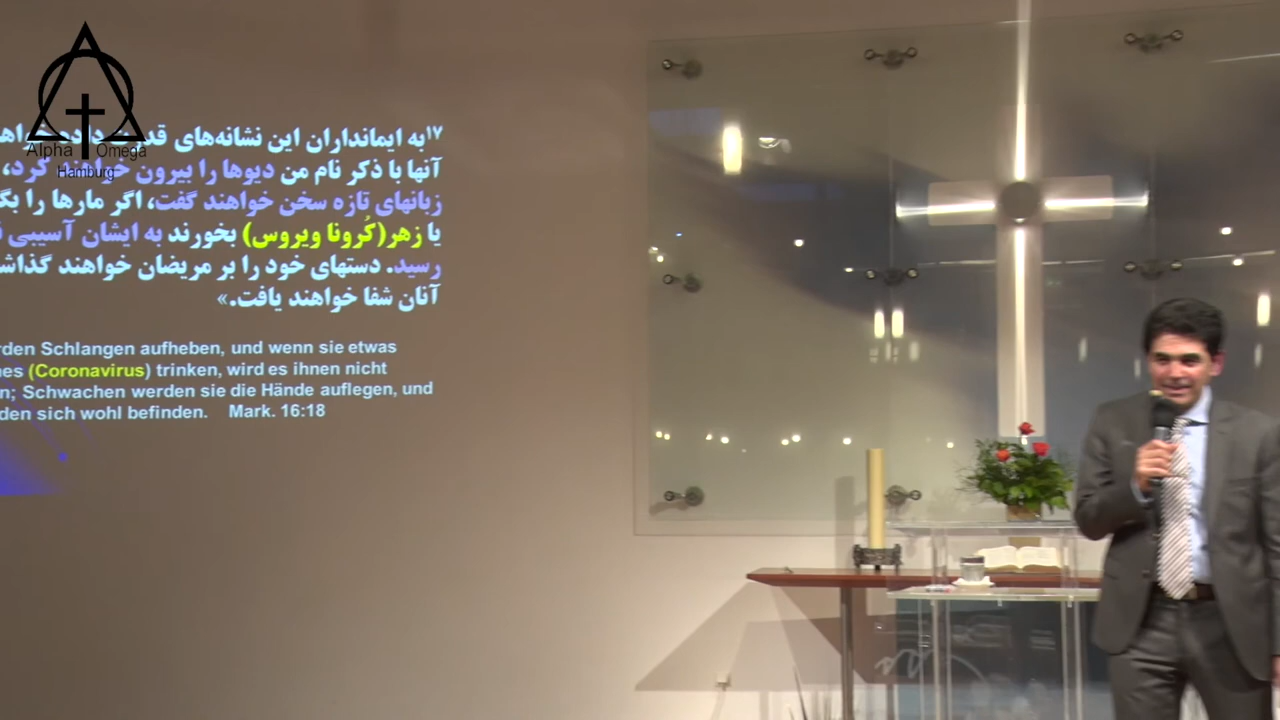 Alpha Omega
Hamburg
۱۷به ایمانداران این نشانه‌های
آنها با ذکر نام من دیوها را بیرون خواهند کرد،
زبانهای تازه سخن خواهند گفت، اگر مارها را
یا زهر(کُرونا ویروس) بخورند به ایشان آسیبی
رسید. دستهای خود را بر مریضان خواهند
آنان شفا خواهند یافت.»
Schlangen aufheben, und wenn sie etwas
(Coronavirus) trinken, wird es ihnen nicht
Schwachen werden sie die Hände auflegen, und
sich wohl befinden. Mark. 16:18